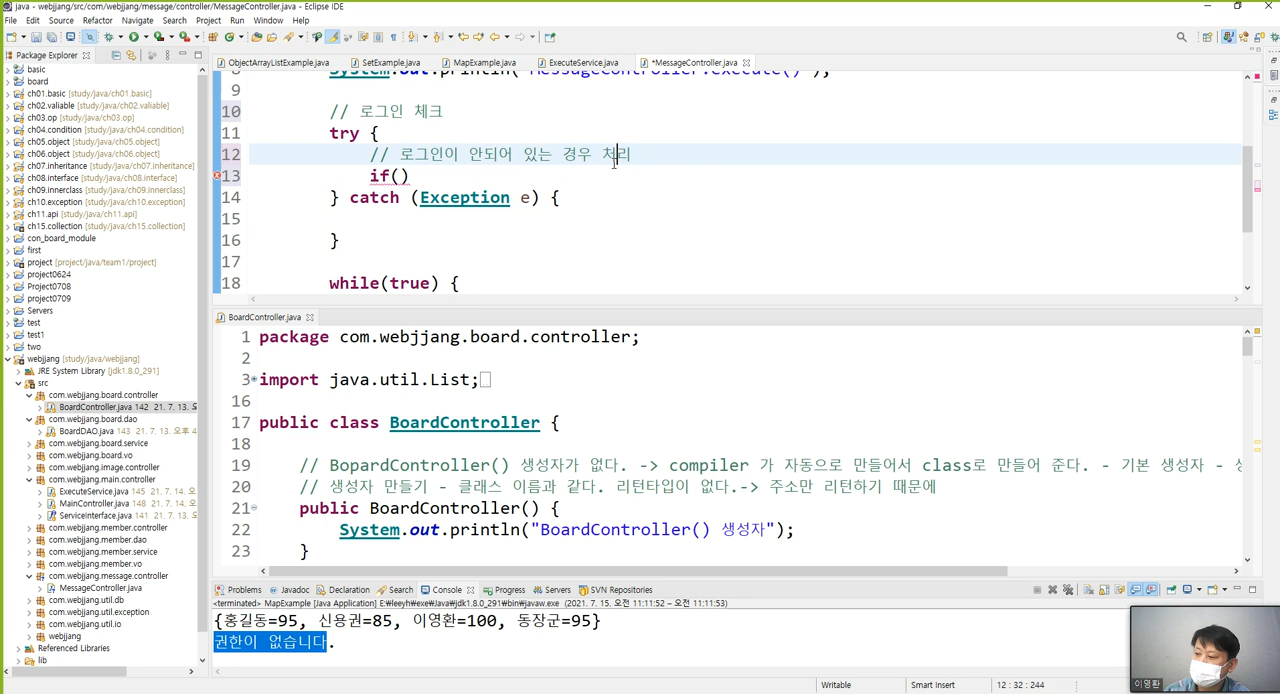 java - webjjang/src/com/webjjang/message/controller/MessageController.java - Eclipse IDE
File Edit Source Refactor Navigate Search Project Run Window Help
Package Explorer
basic
board
ch01.basic [study/java/ch01.basic]
ch02.valiable [study/java/ch02.valiable]
ch03.op [study/java/ch03.op]
ch04.condition [study/java/ch04.condition]
ch05.object [study/java/ch05.object]
ch06.object [study/java/ch06.object]
ch07.inheritance [study/java/ch07.inheritance]
ch08.interface [study/java/ch08.interface]
ch09.innerclass [study/java/ch09.innerclass]
ch10.exception [study/java/ch10.exception]
ch11.api [study/java/ch11.api]
ch15.collection [study/java/ch15.collection]
con_board_module
first
project [project/java/team1/project]
project0624
Project0708
project0709
Servers
test
test1
two
webjjang [study/java/webjjang]
JRE System Library [jdk1.8.0_291]
src
com.webjjang.board.controller
BoardController.java 142 21. 7. 13. 오
com.webjjang.board.dao
BoardDAO.java 143 21. 7. 13. 오후 4
com.webjjang.board.service
com.webjjang.board.vo
com.webjjang.image.controller
com.webjjang.main.controller
ExecuteService.java 145 21. 7. 14. 오
MainController.java 148 21. 7. 14. 오
ServiceInterface.java 141 21. 7. 13. 오
com.webjjang.member.controller
com.webjjang.member.dao
com.webjjang.member.service
com.webjjang.member.vo
com.webjjang.message.controller
MessageController.java
com.webjjang.util.db
com.webjjang.util.exception
com.webjjang.util.io
webjjang
Referenced Libraries
lib
ObjectArrayListExample.java SetExample.java MapExample.java ExecuteService.java *MessageController.java
8 System.out.println("MessageController.execute()");
9
10 // 로그인 체크
11 try {
12 // 로그인이 안되어 있는 경우 처리
13 if()
14 } catch (Exception e) {
15
16 }
17
18 while(true) {
BoardController.java
1 package com.webjjang.board.controller;
2
3 import java.util.List;
16
17 public class BoardController {
18
19 // BopardController() 생성자가 없다. -> compiler 가 자동으로 만들어서 class로 만들어 준다. - 기본 생성자 -
20 // 생성자 만들기 - 클래스 이름과 같다. 리턴타입이 없다.-> 주소만 리턴하기 때문에
21 public BoardController() {
22 System.out.println("BoardController() 생성자");
23 }
Problems Javadoc Declaration Search Console Progress Servers SVN Repositories
<terminated> MapExample [Java Application] E:₩leeyh₩exe₩Java₩jdk1.8.0_291₩bin₩javaw.exe (2021. 7. 15. 오전 11:11:52 – 오전 11:11:53)
{홍길동=95, 신용권=85, 이영환=100, 동장군=95}
권한이 없습니다.
이영환
Writable Smart Insert 12 : 32 : 244